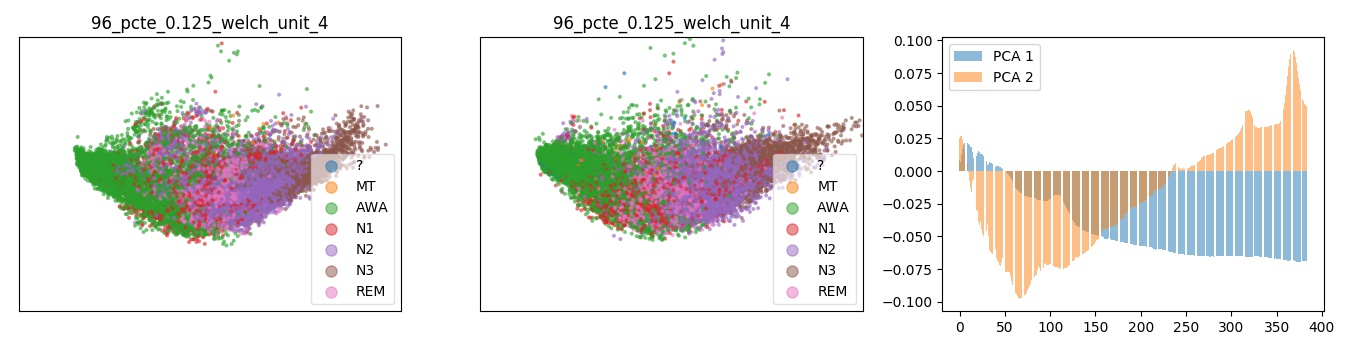 96_pcte_0.125_welch_unit_4
?
MT
AWA
N1
N2
N3
REM
96_pcte_0.125_welch_unit_4
?
MT
AWA
N1
N2
N3
REM
PCA 1
PCA 2
0.100
0.075
0.050
0.025
0.000
−0.025
−0.050
−0.075
−0.100
0 50 100 150 200 250 300 350 400